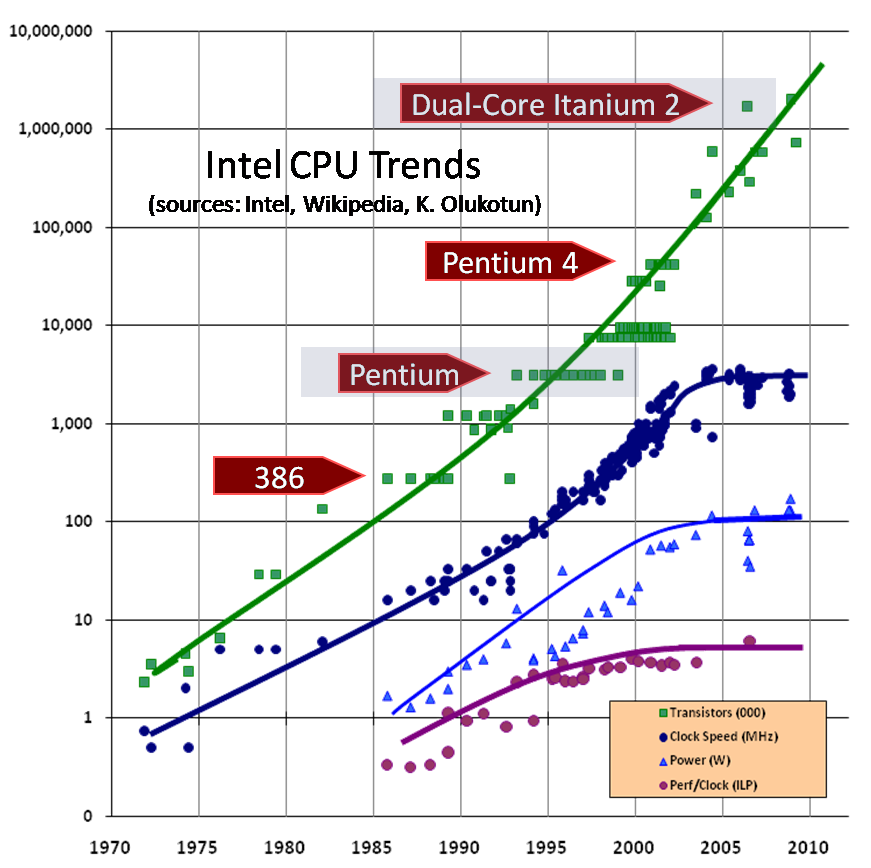 10,000,000
Dual-Core Itanium 2
1,000,000
Intel CPU Trends
(sources: Intel, Wikipedia, K. Olukotun)
100,000
Pentium 4
10,000
Pentium
1,000
386
100
10
1
Transistors (000)
Clock Speed (MHz)
Power (W)
Perf/Clock (ILP)
0
1970 1975 1980 1985 1990 1995 2000 2005 2010